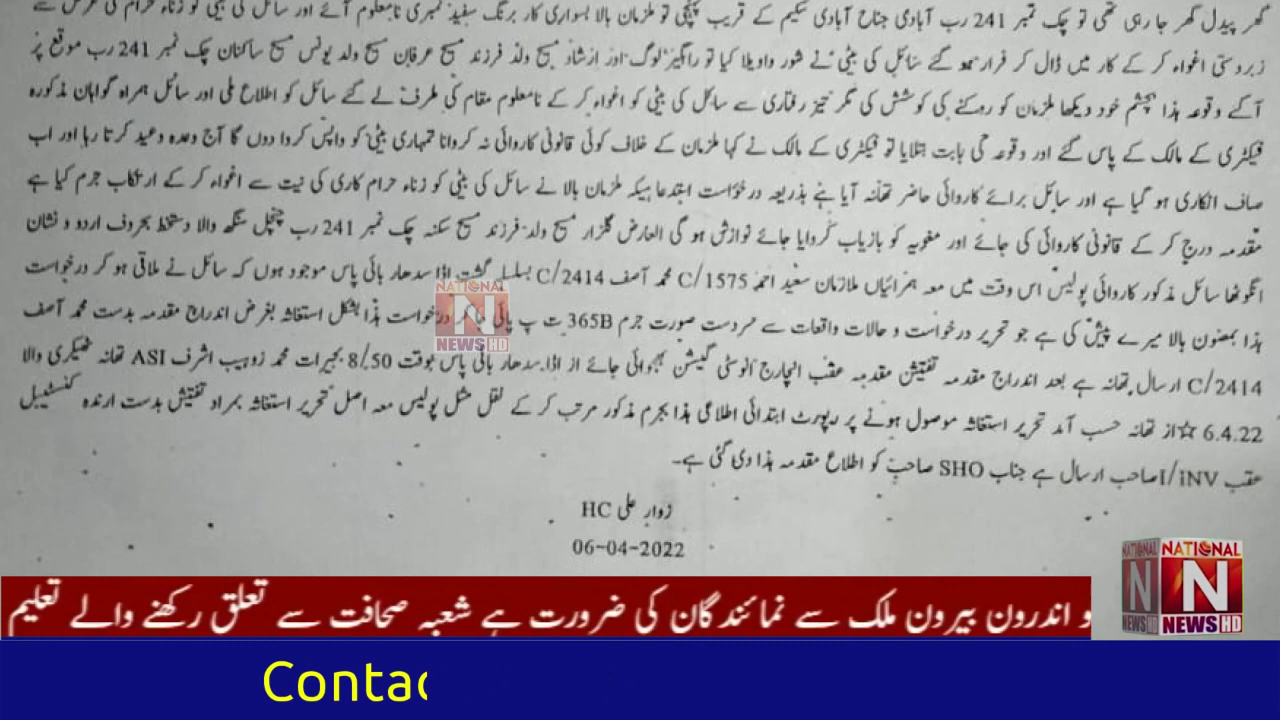 گھر پیدل گھر جا رہی تھی تو چک نمبر 241 رب آبادی جناح آبادی حکیم کے قریب پہنچی تو ملزمان بالا بسواری کار برنگ سفید نمبری نامعلوم آئے اور سائل کی بیٹی کو زناہ حرام کی غرض سے
زبردستی اغواء کر کے کار میں ڈال کر فرار ہو گئے سائل کی بیٹی نے شور واویلا کیا تو راہگیر لوگ اور ارشاد مسیح ولد فرزند مسیح عرفان مسیح ولد یونس مسیح ساکنان چک نمبر 241 رب موقع پر
آگئے وقوعہ ہذا بچشم خود دیکھا ملزمان کو روکنے کی کوشش کی مگر تیز رفتاری سے سائل کی بیٹی کو اغواء کر کے نامعلوم مقام کی طرف لے گئے سائل کو اطلاع ملی اور سائل ہمراہ گواہان مذکورہ
فیکٹری کے مالک کے پاس گئے اور وقوعہ کی بابت بتلایا تو فیکٹری کے مالک نے کہا ملزمان کے خلاف کوئی قانونی کاروائی نہ کروانا تمہاری بیٹی کو واپس کروا دوں گا آج وعدہ وعید کرتا رہا اور اب
صاف انکاری ہو گیا ہے اور سائل برائے کاروائی حاضر تھانہ آیا ہے بذریعہ درخواست استدعا ہیکہ ملزمان بالا نے سائل کی بیٹی کو زناہ حرام کاری کی نیت سے اغواء کر کے ارتکاب جرم کیا ہے
مقدمہ درج کر کے قانونی کاروائی کی جائے اور مغویہ کو بازیاب کروایا جائے نوازش ہو گی العارض گلزار مسیح ولد فرزند مسیح سکنہ چک نمبر 241 رب چنچل سنگھ والا دستخط بحروف اردو و نشان
انگوٹھا سائل مذکور کاروائی پولیس اس وقت میں معہ ہمرائیاں ملازمان سعید احمد C/1575 محمد آصف C/2414 بسلسلہ گشت اڈا سدھار بائی پاس موجود ہوں کہ سائل نے ملاقی ہو کر درخواست
ہذا بمضمون بالا میرے پیش کی ہے جو تحریر درخواست و حالات واقعات سے سردست صورت جرم 365B ت پ پائی جا کر درخواست ہذا بشکل استغاثہ بغرض اندراج مقدمہ بدست محمد آصف
C/2414 ارسال تھانہ ہے بعد اندراج مقدمہ تفتیش مقدمہ عقب انچارج انوسٹی گیشن بھجوائی جائے از اڈا سدھار بائی پاس بوقت 8/50 بجیرات محمد زوہیب اشرف ASI تھانہ ٹھیکری والا
6.4.22 ☆ از تھانہ حسب آمد تحریر استغاثہ موصول ہونے پر رپورٹ ابتدائی اطلاعی ہذا بجرم مذکور مرتب کر کے نقل مثل پولیس معہ اصل تحریر استغاثہ بمراد تفتیش بدست ارندہ کنسٹیبل
عقب I/INV صاحب ارسال ہے جناب SHO صاحب کو اطلاع مقدمہ ہذا دی گئی ہے۔
زوار علی HC
06-04-2022
NATIONAL
N
NEWS HD
و اندرون بیرون ملک سے نمائندگان کی ضرورت ہے شعبہ صحافت سے تعلق رکھنے والے تعلیم
NATIONAL
N
NEWS HD
Contac